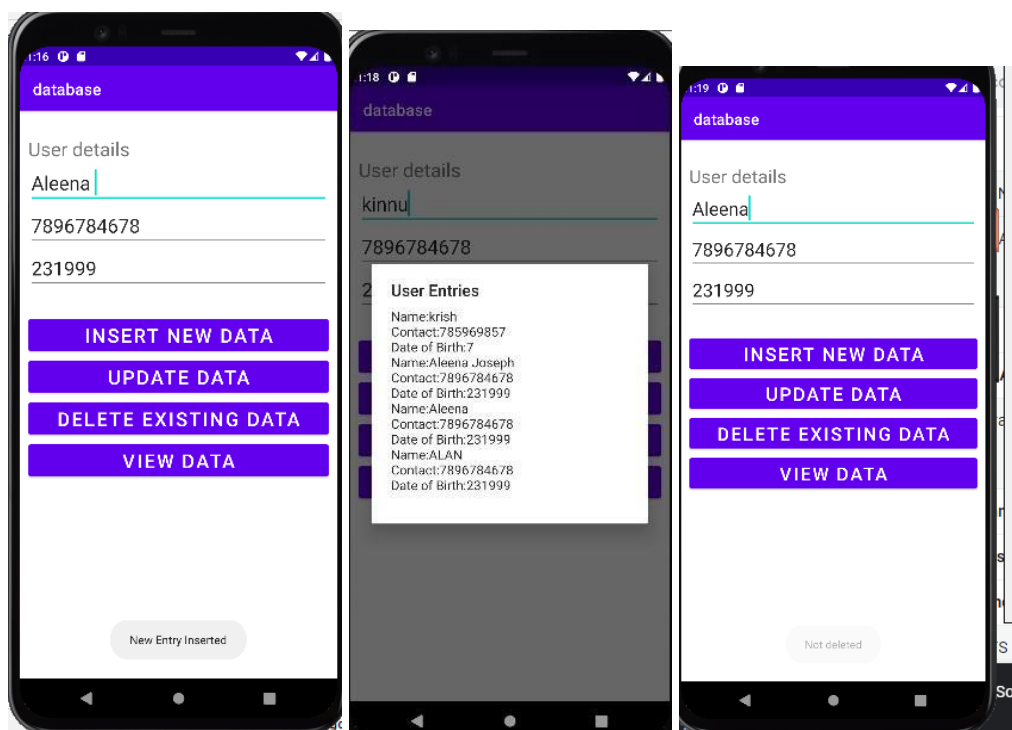 1:16
database
User details
Aleena
7896784678
231999
INSERT NEW DATA
UPDATE DATA
DELETE EXISTING DATA
VIEW DATA
New Entry Inserted
1:18
database
User details
kinnu
7896784678
2
User Entries
Name:krish
Contact:785969857
Date of Birth:7
Name:Aleena Joseph
Contact:7896784678
Date of Birth:231999
Name:Aleena
Contact:7896784678
Date of Birth:231999
Name:ALAN
Contact:7896784678
Date of Birth:231999
1:19
database
User details
Aleena
7896784678
231999
INSERT NEW DATA
UPDATE DATA
DELETE EXISTING DATA
VIEW DATA
Not deleted